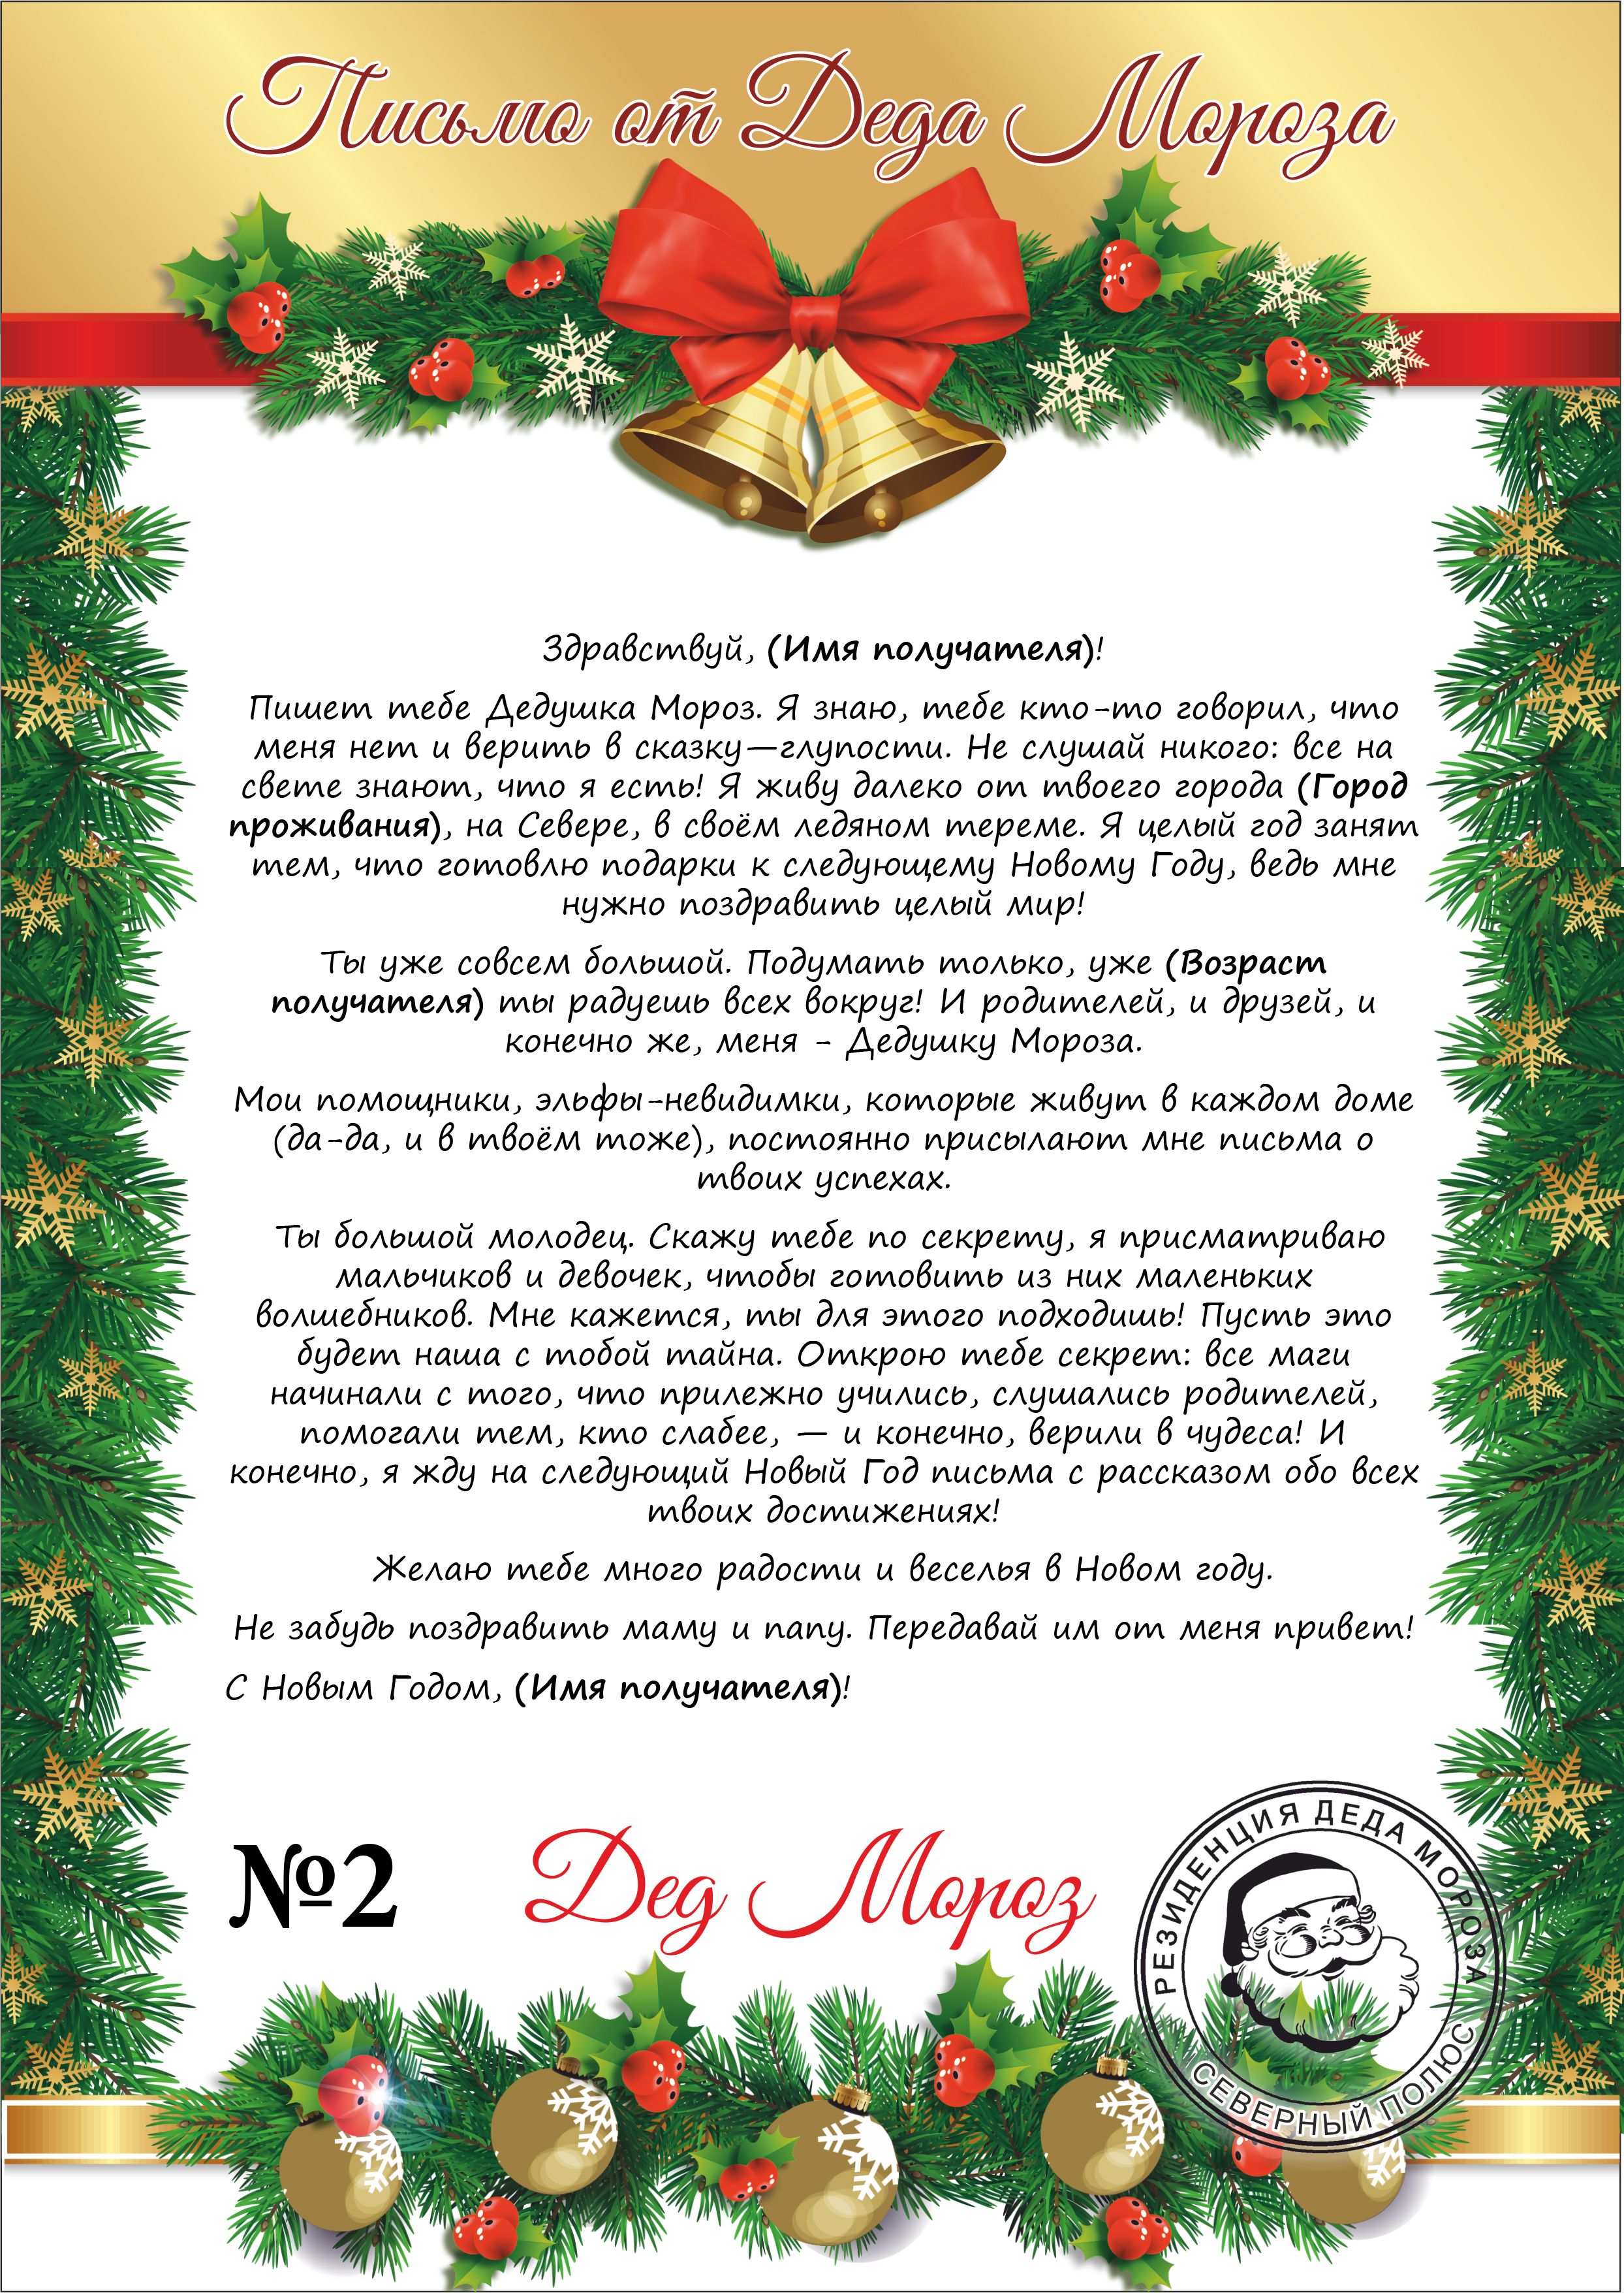 Письмо от Деда Мороза
Здравствуй, (Имя получателя)!
Пишет тебе Дедушка Мороз. Я знаю, тебе кто-то говорил, что
меня нет и верить в сказку—глупости. Не слушай никого: все на
свете знают, что я есть! Я живу далеко от твоего города (Город
проживания), на Севере, в своём ледяном тереме. Я целый год занят
тем, что готовлю подарки к следующему Новому Году, ведь мне
нужно поздравить целый мир!
Ты уже совсем большой. Подумать только, уже (Возраст
получателя) ты радуешь всех вокруг! И родителей, и друзей, и
конечно же, меня - Дедушку Мороза.
Мои помощники, эльфы-невидимки, которые живут в каждом доме
(да-да, и в твоём тоже), постоянно присылают мне письма о
твоих успехах.
Ты большой молодец. Скажу тебе по секрету, я присматриваю
мальчиков и девочек, чтобы готовить из них маленьких
волшебников. Мне кажется, ты для этого подходишь! Пусть это
будет наша с тобой тайна. Открою тебе секрет: все маги
начинали с того, что прилежно учились, слушались родителей,
помогали тем, кто слабее, — и конечно, верили в чудеса! И
конечно, я жду на следующий Новый Год письма с рассказом обо всех
твоих достижениях!
Желаю тебе много радости и веселья в Новом году.
Не забудь поздравить маму и папу. Передавай им от меня привет!
С Новым Годом, (Имя получателя)!
№2
Дед Мороз
РЕЗИДЕНЦИЯ ДЕДА МОРОЗА
СЕВЕРНЫЙ ПОЛЮС